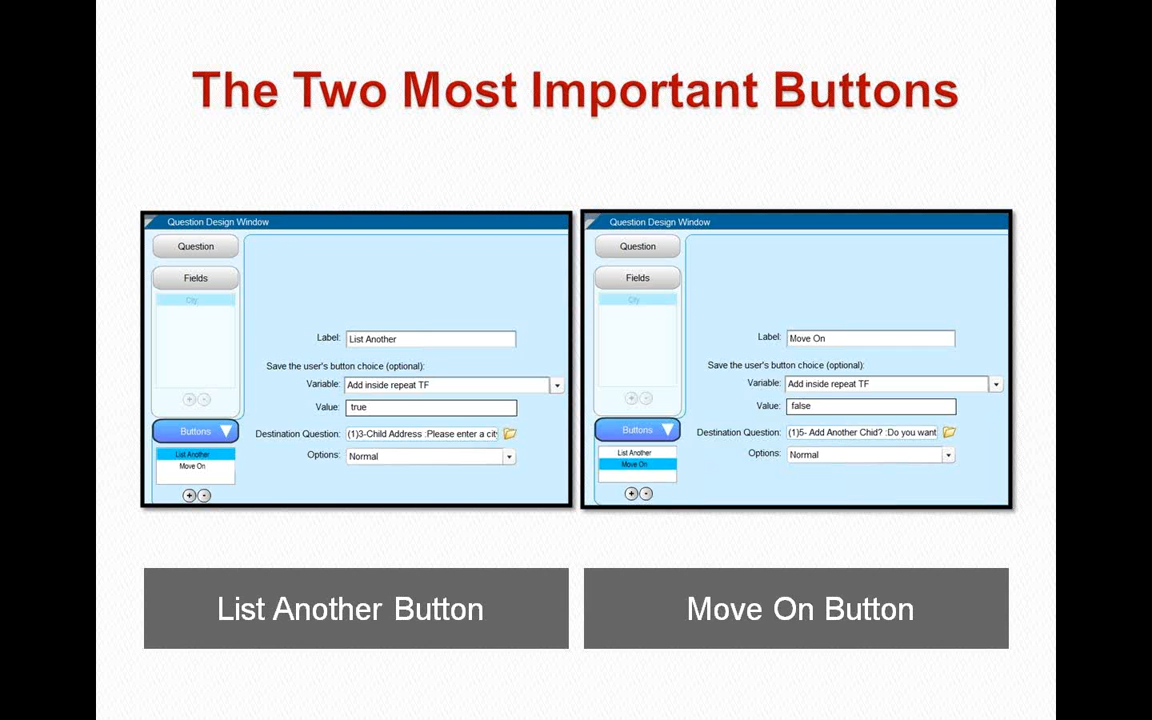 The Two Most Important Buttons
Question Design Window
Question
Fields
City
Label: List Another
Save the user's button choice (optional):
Variable: Add inside repeat TF
Value: true
Buttons
Destination Question: (1)3-Child Address :Please enter a city
List Another
Options: Normal
Move On
Question Design Window
Question
Fields
City
Label: Move On
Save the user's button choice (optional):
Variable: Add inside repeat TF
Value: false
Buttons
Destination Question: (1)5- Add Another Chid? :Do you want
List Another
Options: Normal
Move On
List Another Button
Move On Button